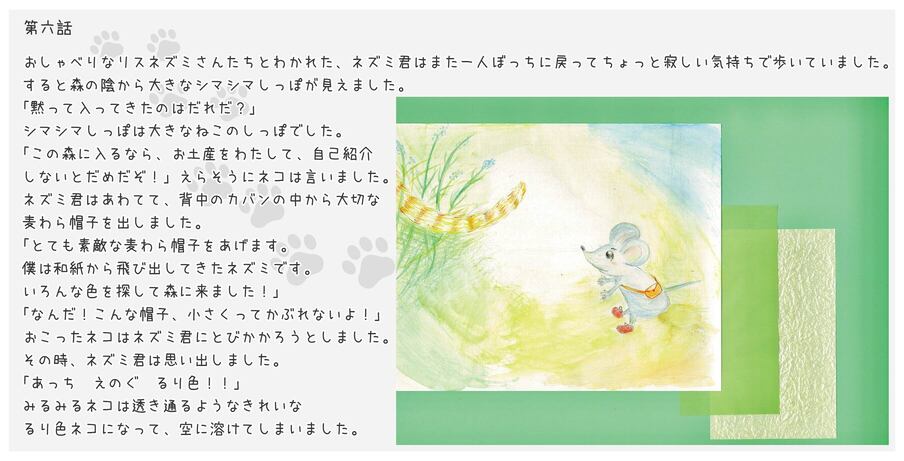 第六話
おしゃべりなリスネズミさんたちとわかれた、ネズミ君はまた一人ぼっちに戻ってちょっと寂しい気持ちで歩いていました。
すると森の陰から大きなシマシマしっぽが見えました。
「黙って入ってきたのはだれだ？」
シマシマしっぽは大きなねこのしっぽでした。
「この森に入るなら、お土産をわたして、自己紹介
しないとだめだぞ！」えらそうにネコは言いました。
ネズミ君はあわてて、背中のカバンの中から大切な
麦わら帽子を出しました。
「とても素敵な麦わら帽子をあげます。
僕は和紙から飛び出してきたネズミです。
いろんな色を探して森に来ました！」
「なんだ！こんな帽子、小さくってかぶれないよ！」
おこったネコはネズミ君にとびかかろうとしました。
その時、ネズミ君は思い出しました。
「あっち　えのぐ　るり色！！」
みるみるネコは透き通るようなきれいな
るり色ネコになって、空に溶けてしまいました。